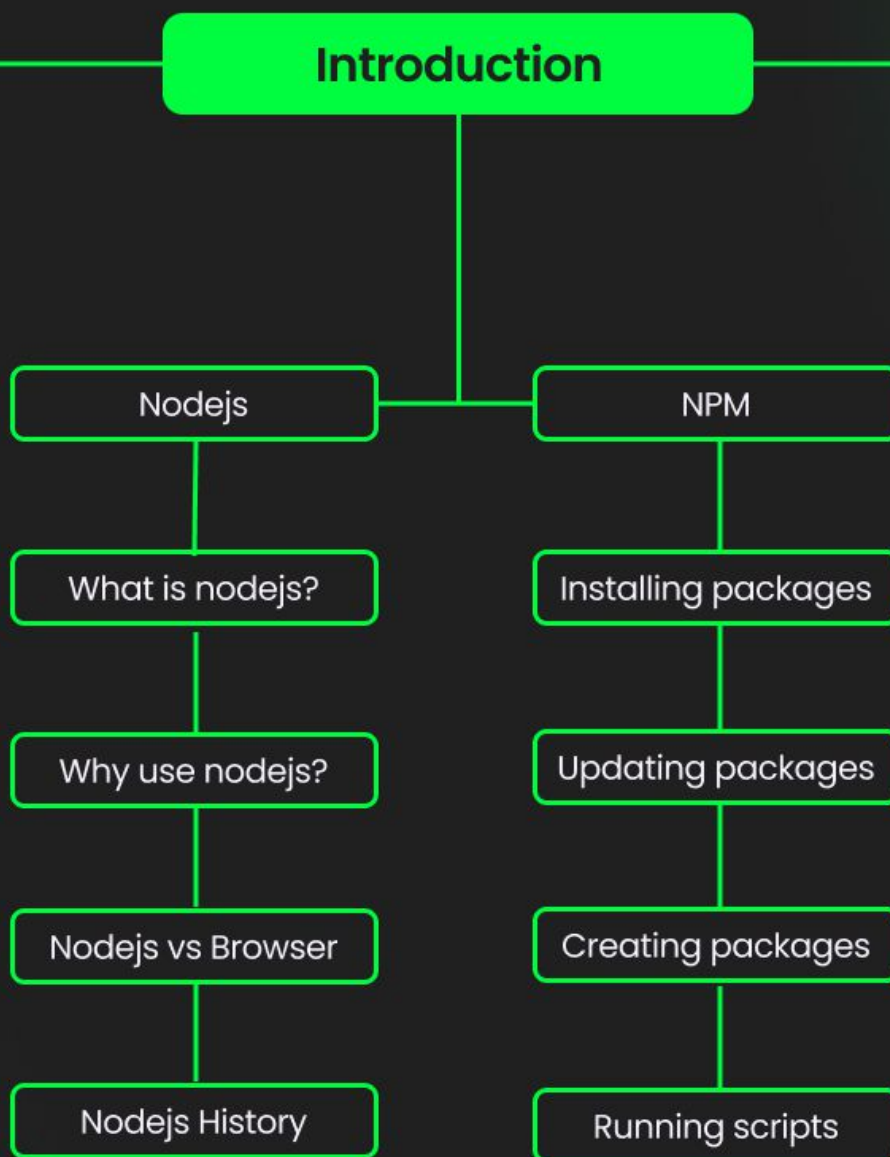 Introduction
Nodejs
NPM
What is nodejs?
Installing packages
Why use nodejs?
Updating packages
Nodejs vs Browser
Creating packages
Nodejs History
Running scripts